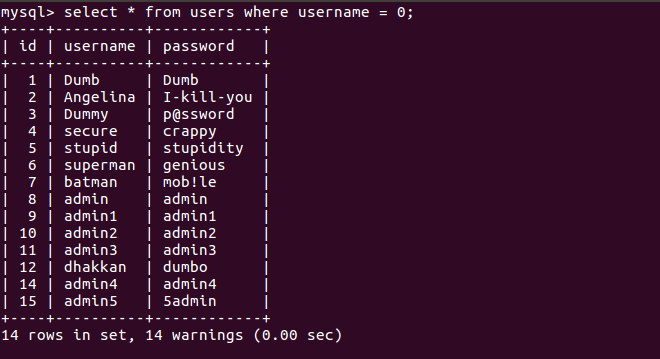 mysql> select * from users where username = 0;
+----+----------+------------+
| id | username | password   |
+----+----------+------------+
|  1 | Dumb     | Dumb       |
|  2 | Angelina | I-kill-you |
|  3 | Dummy    | p@ssword   |
|  4 | secure   | crappy     |
|  5 | stupid   | stupidity  |
|  6 | superman | genious    |
|  7 | batman   | mob!le     |
|  8 | admin    | admin      |
|  9 | admin1   | admin1     |
| 10 | admin2   | admin2     |
| 11 | admin3   | admin3     |
| 12 | dhakkan  | dumbo      |
| 14 | admin4   | admin4     |
| 15 | admin5   | 5admin     |
+----+----------+------------+
14 rows in set, 14 warnings (0.00 sec)